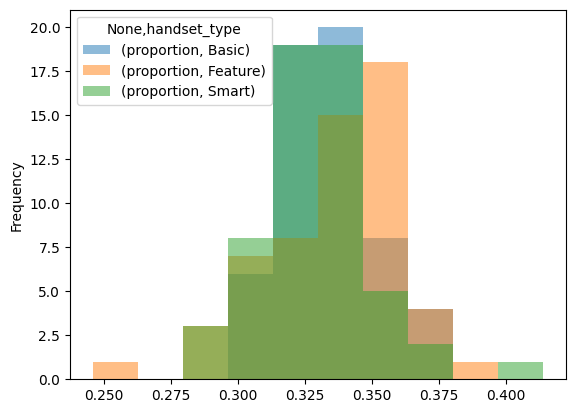 None,handset_type
(proportion, Basic)
(proportion, Feature)
(proportion, Smart)
Frequency
20.0
17.5
15.0
12.5
10.0
7.5
5.0
2.5
0.0
0.250 0.275 0.300 0.325 0.350 0.375 0.400